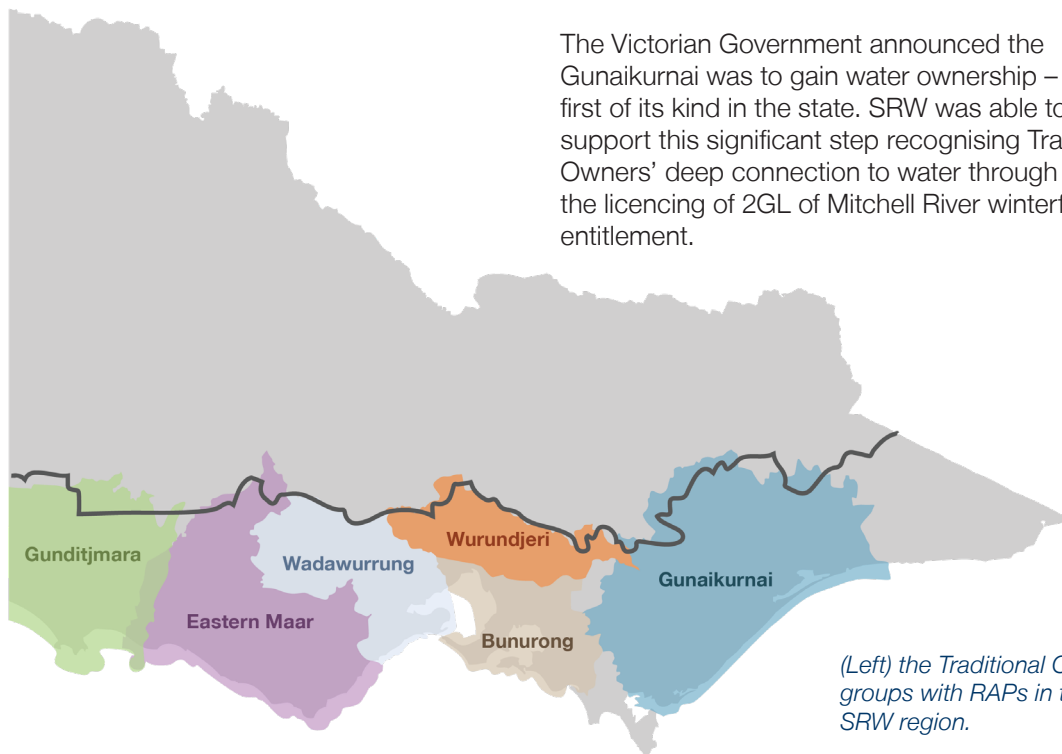 The Victorian Government announced the
Gunaikurnai was to gain water ownership –
first of its kind in the state. SRW was able to
support this significant step recognising Tra
Owners’ deep connection to water through
the licencing of 2GL of Mitchell River winterf
entitlement.
Wurundjeri
Gunditjmara
Wadawurrung
Gunaikurnai
Eastern Maar
Bunurong
(Left) the Traditional O
groups with RAPs in t
SRW region.